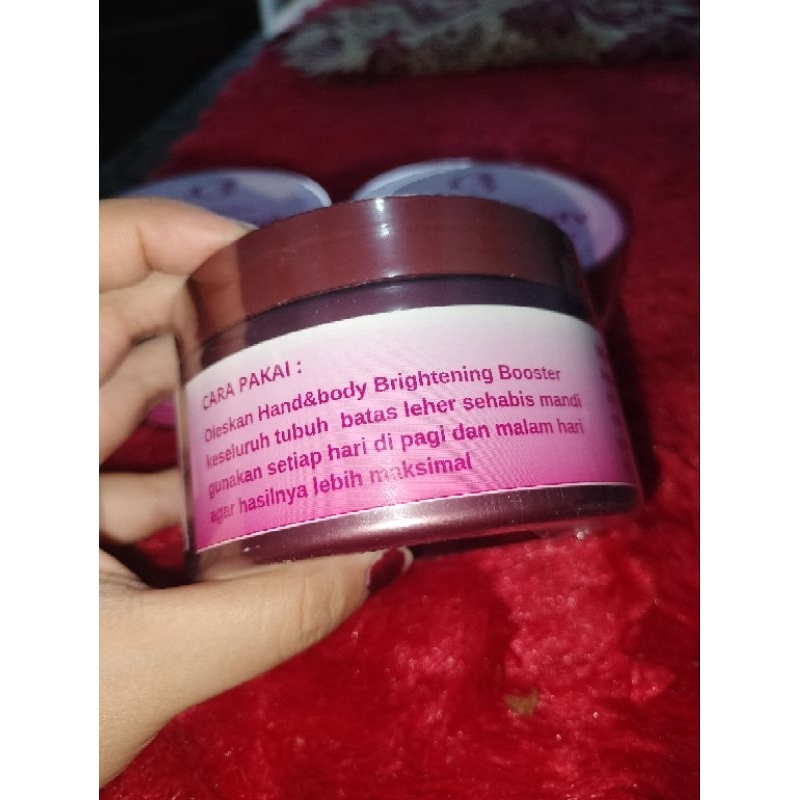 CARA PAKAI :
Oleskan Hand&body Brightening Booster
keseluruh tubuh batas leher sehabis mandi
gunakan setiap hari di pagi dan malam hari
agar hasilnya lebih maksimal